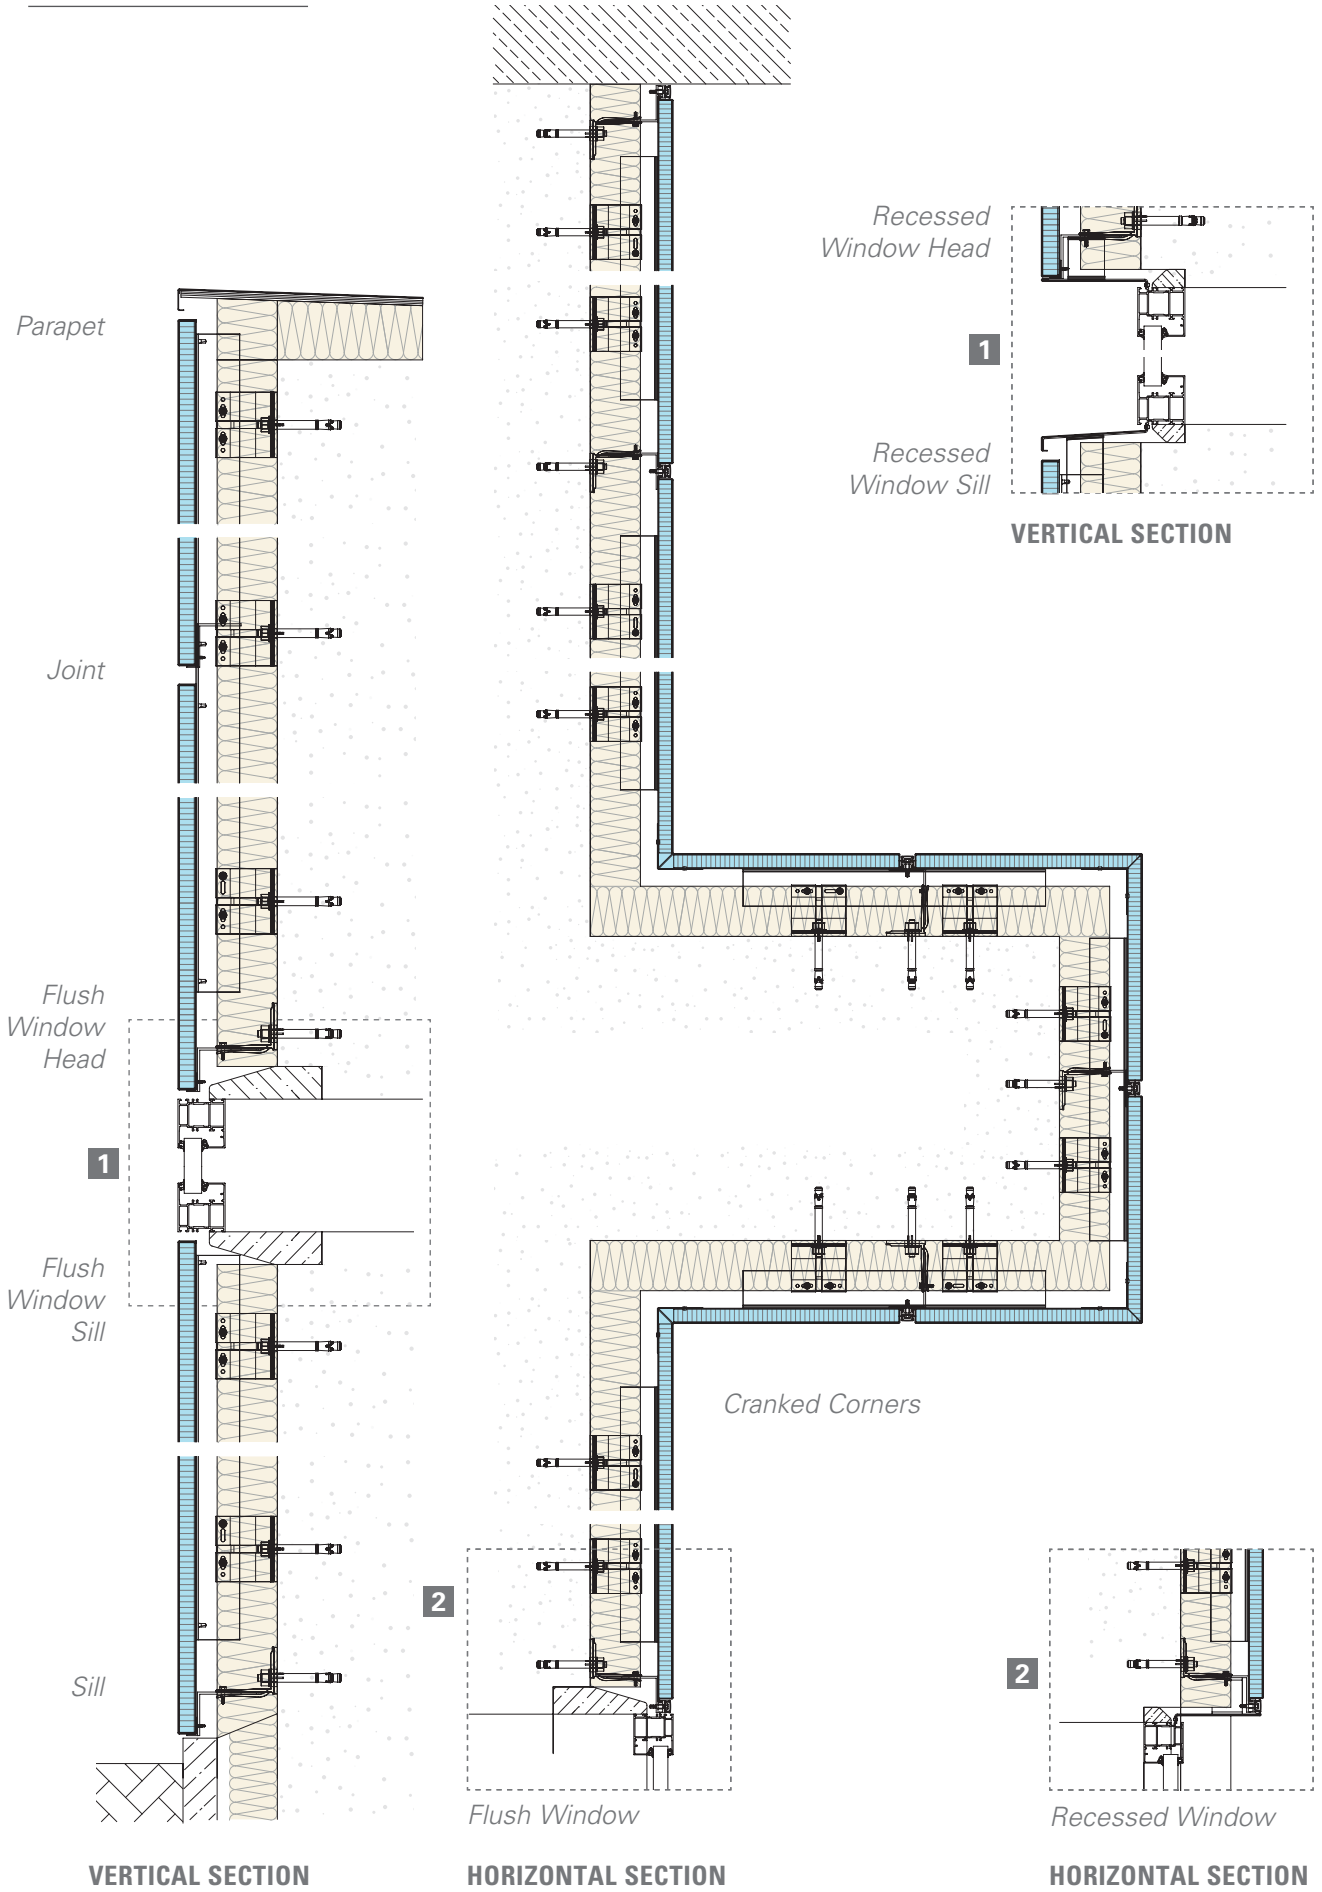 Parapet
Joint
Flush
Window
Head
1
Flush
Window
Sill
Sill
VERTICAL SECTION
Cranked Corners
2
Flush Window
HORIZONTAL SECTION
Recessed
Window Head
1
Recessed
Window Sill
VERTICAL SECTION
2
Recessed Window
HORIZONTAL SECTION